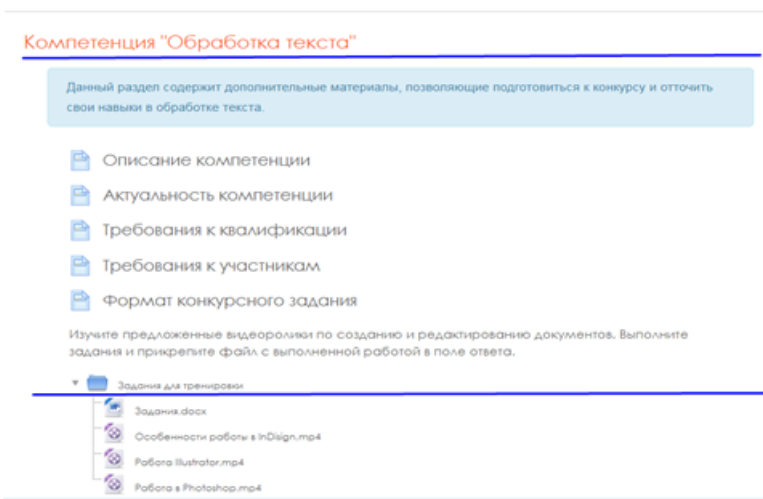 Компетенция "Обработка текста"
Данный раздел содержит дополнительные материалы, позволяющие подготовиться к конкурсу и отточить
свои навыки в обработке текста.
Описание компетенции
Актуальность компетенции
Требования к квалификации
Требования к участникам
Формат конкурсного задания
Изучите предложенные видеоролики по созданию и редактированию документов. Выполните
задания и прикрепите файл с выполненной работой в поле ответа.
Задания для тренировки
Задания.docx
Особенности работы в InDisign.mp4
Работа Illustrator.mp4
Работа в Photoshop.mp4